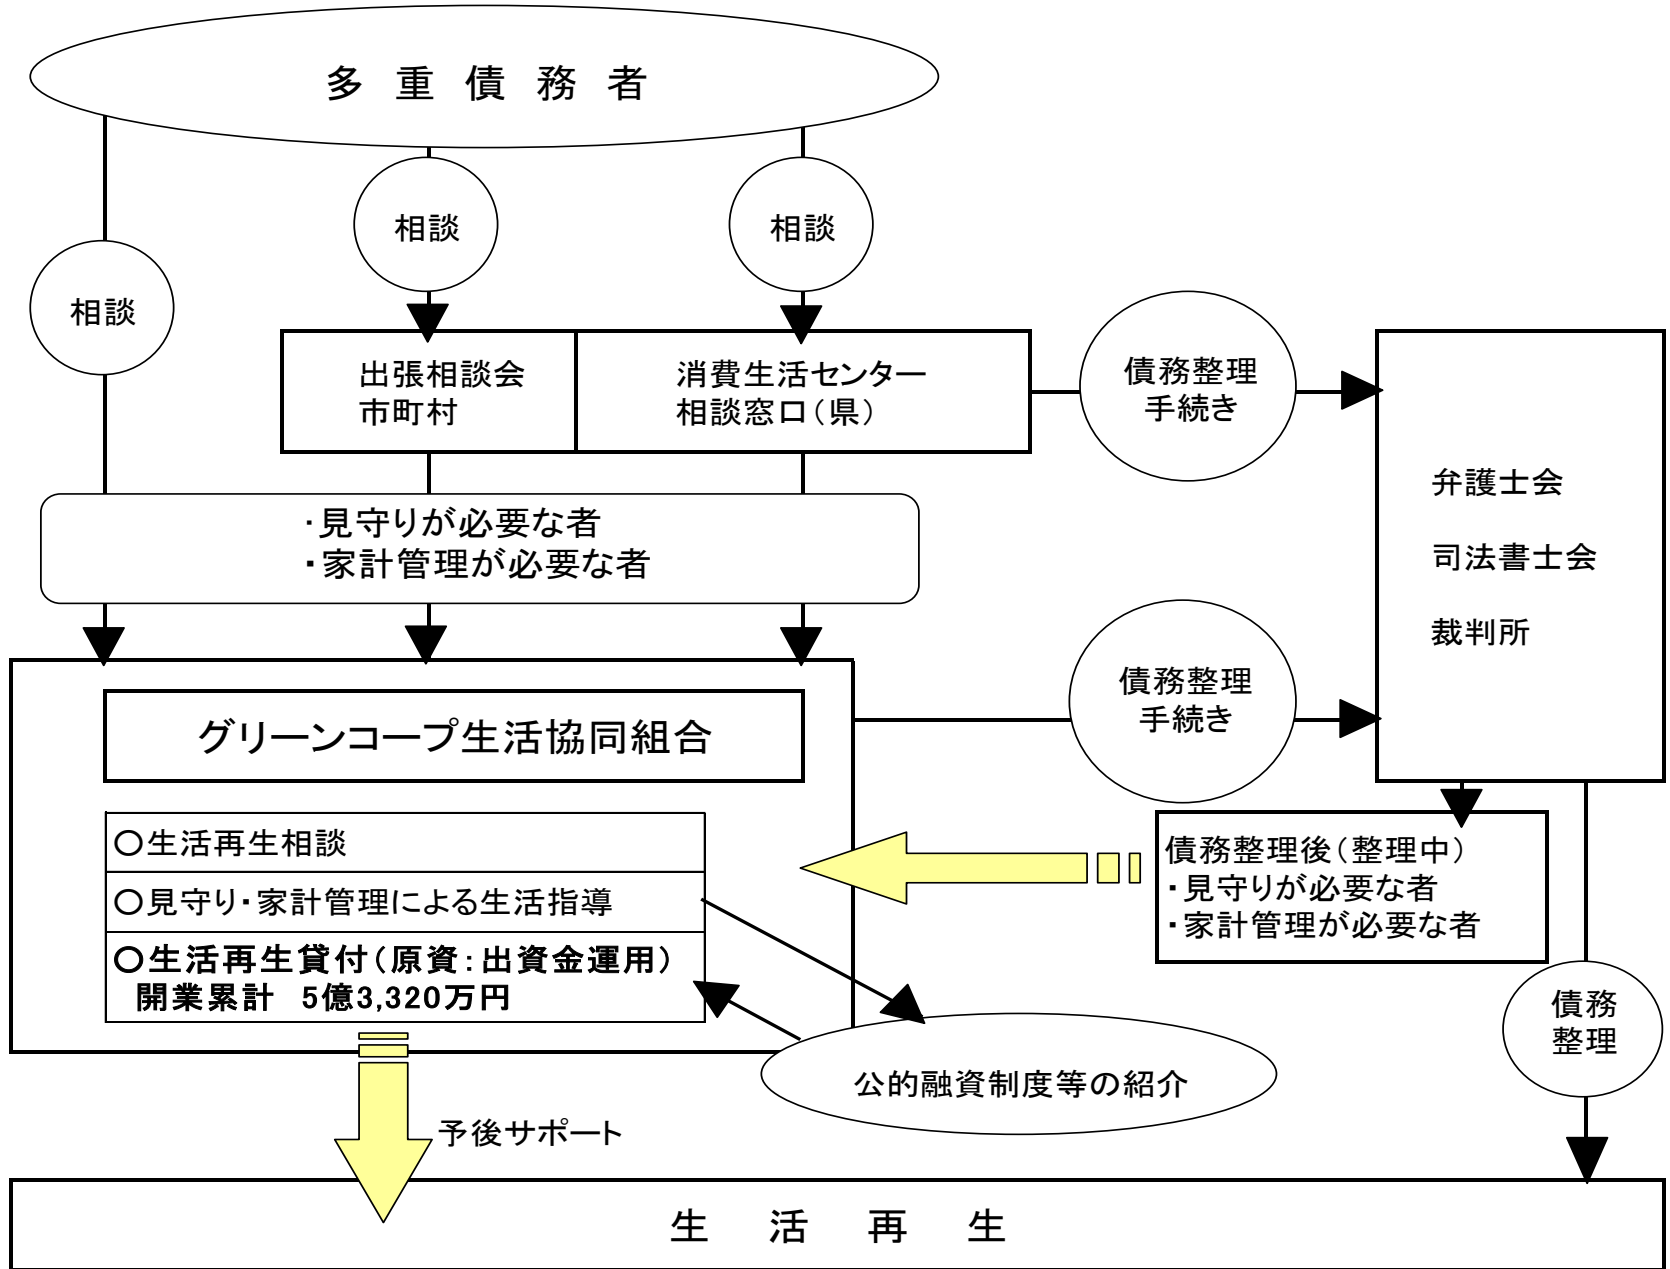 多 重 債 務 者
相談
相談
相談
出張相談会
市町村
消費生活センター
相談窓口（県）
債務整理
手続き
弁護士会
司法書士会
裁判所
・見守りが必要な者
・家計管理が必要な者
グリーンコープ生活協同組合
債務整理
手続き
○生活再生相談
○見守り・家計管理による生活指導
○生活再生貸付（原資：出資金運用）
開業累計 5億3,320万円
債務整理後（整理中）
・見守りが必要な者
・家計管理が必要な者
債務
整理
公的融資制度等の紹介
予後サポート
生 活 再 生